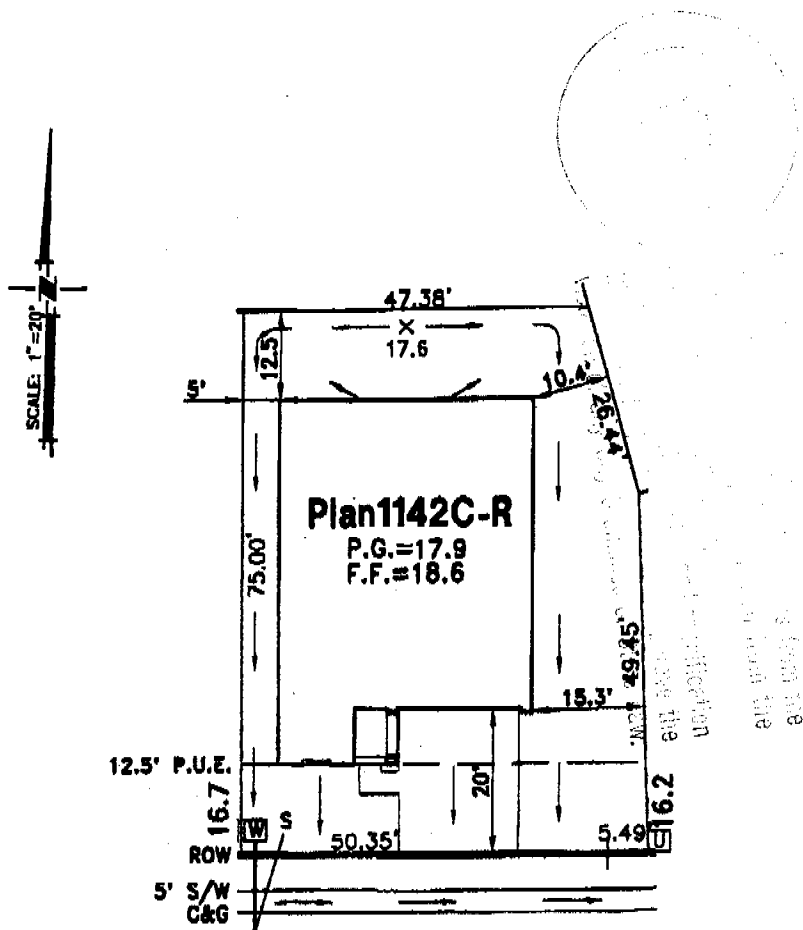 47.38'
X
17.6
12.5'
SCALE: 1"=20'
5'
10.4'
26.44'
Plan1142C-R
P.G.=17.9
F.F.=18.6
75.00'
49.45'
15.3'
12.5' P.U.E.
20'
16.7
16.2
W
S
50.35'
5.49
U
ROW
5' S/W
C&G